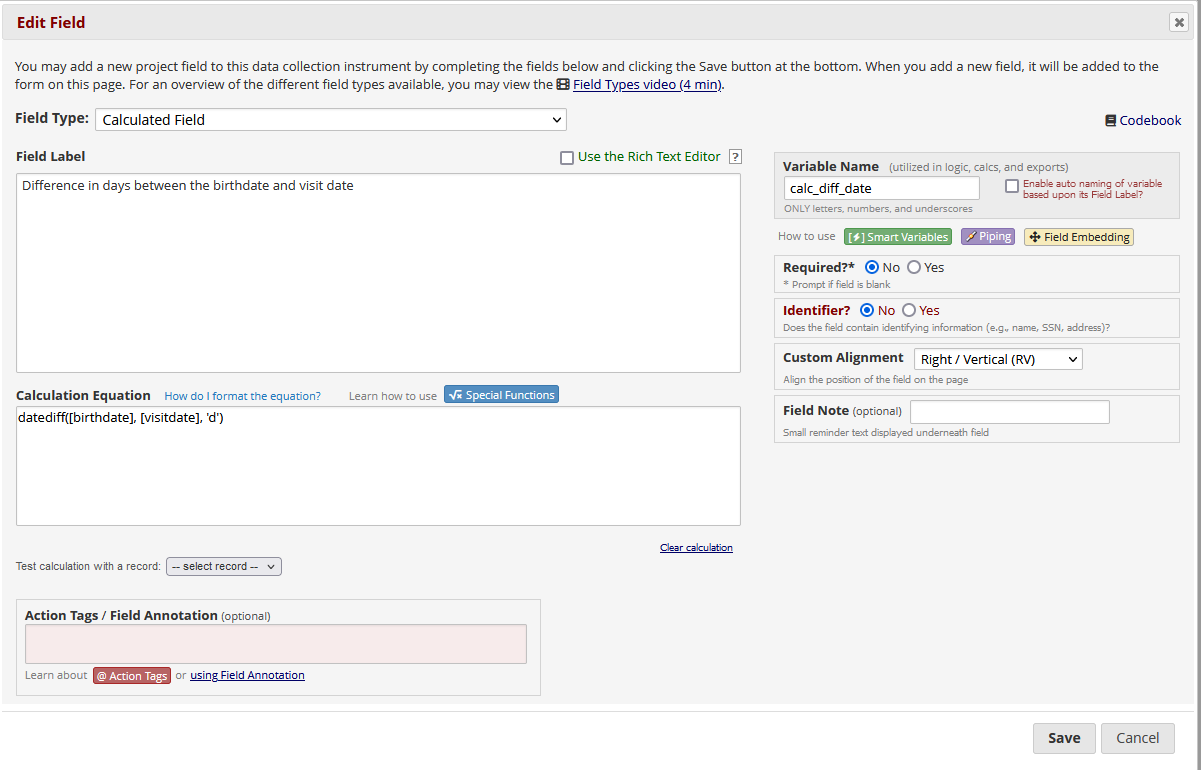 Edit Field
You may add a new project field to this data collection instrument by completing the fields below and clicking the Save button at the bottom. When you add a new field, it will be added to the
form on this page. For an overview of the different field types available, you may view the Field Types video (4 min).
Field Type: Calculated Field
Codebook
Field Label
Use the Rich Text Editor ?
Difference in days between the birthdate and visit date
Calculation Equation How do I format the equation? Learn how to use √x Special Functions
datediff([birthdate], [visitdate], 'd')
Clear calculation
Test calculation with a record: -- select record --
Action Tags / Field Annotation (optional)
Learn about @ Action Tags or using Field Annotation
Variable Name (utilized in logic, calcs, and exports)
calc_diff_date
Enable auto naming of variable
based upon its Field Label?
ONLY letters, numbers, and underscores
How to use [⚡] Smart Variables Piping Field Embedding
Required?* No Yes
* Prompt if field is blank
Identifier? No Yes
Does the field contain identifying information (e.g., name, SSN, address)?
Custom Alignment Right / Vertical (RV)
Align the position of the field on the page
Field Note (optional)
Small reminder text displayed underneath field
Save Cancel